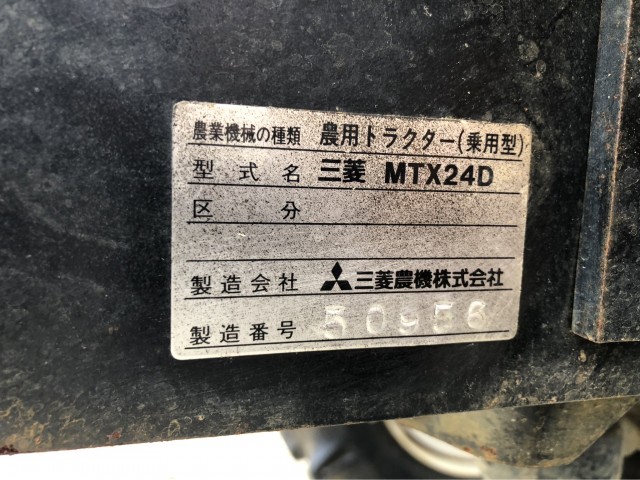 農業機械の種類 農用トラクター(乗用型)
型式名 三菱 MTX24D
区分
製造会社 三菱農機株式会社
製造番号